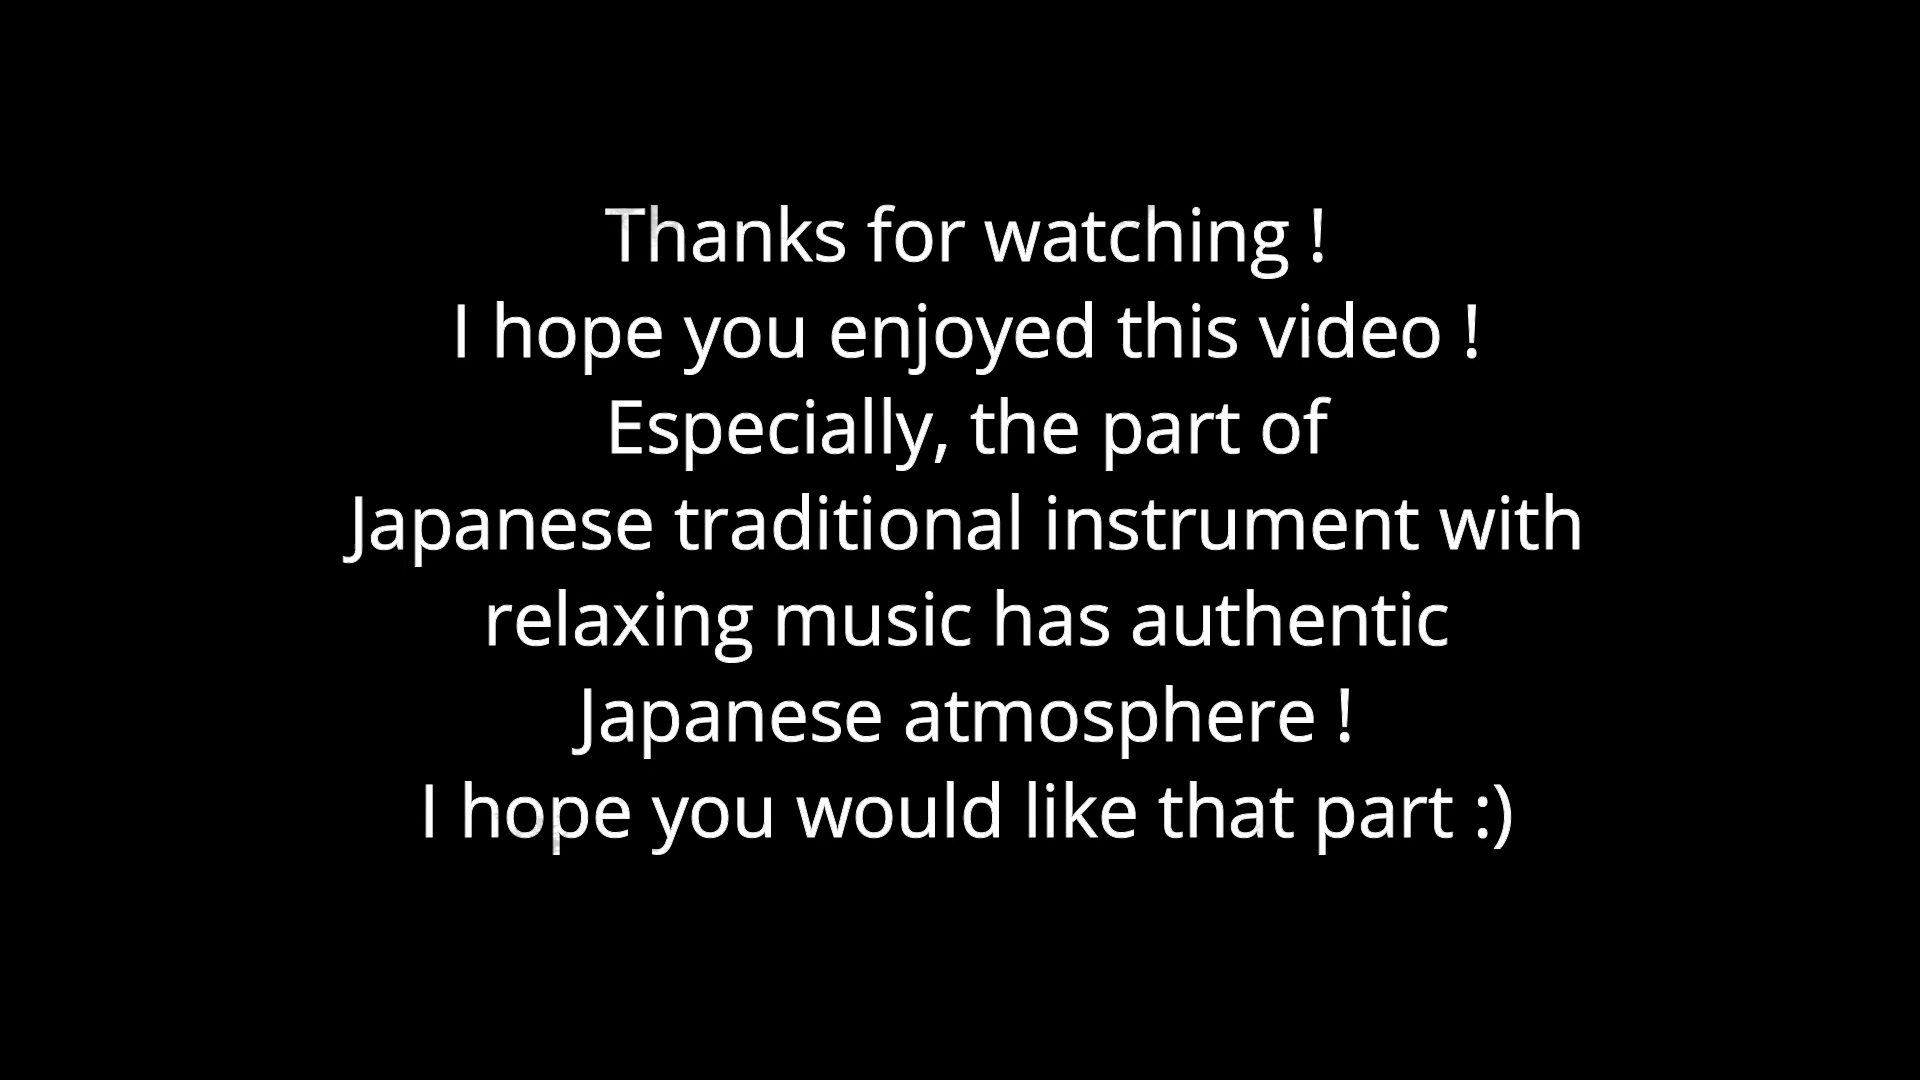 Thanks for watching !
I hope you enjoyed this video !
Especially, the part of
Japanese traditional instrument with
relaxing music has authentic
Japanese atmosphere !
I hope you would like that part :)